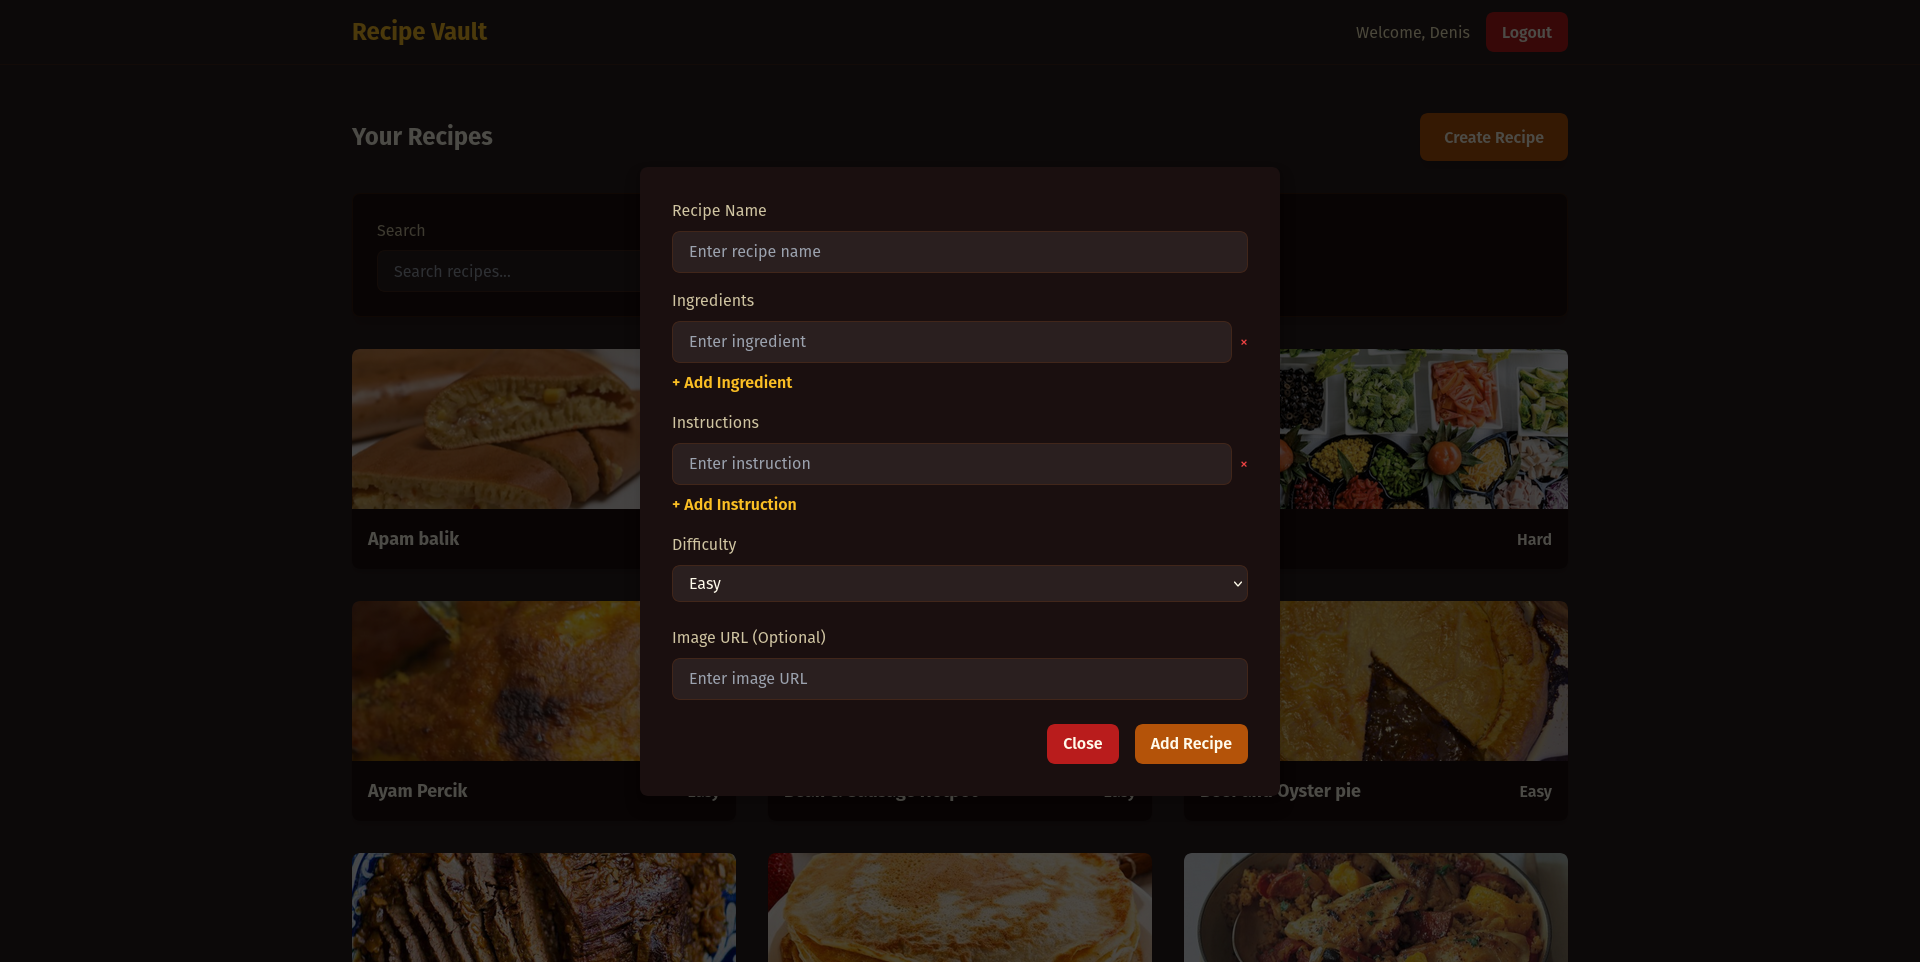 Recipe Vault
Welcome, Denis
Logout
Your Recipes
Create Recipe
Search
Search recipes...
Recipe Name
Enter recipe name
Ingredients
Enter ingredient
×
+ Add Ingredient
Instructions
Enter instruction
×
+ Add Instruction
Difficulty
Easy
Image URL (Optional)
Enter image URL
Close
Add Recipe
Apam balik
Hard
Ayam Percik
Easy
Oyster pie
Easy